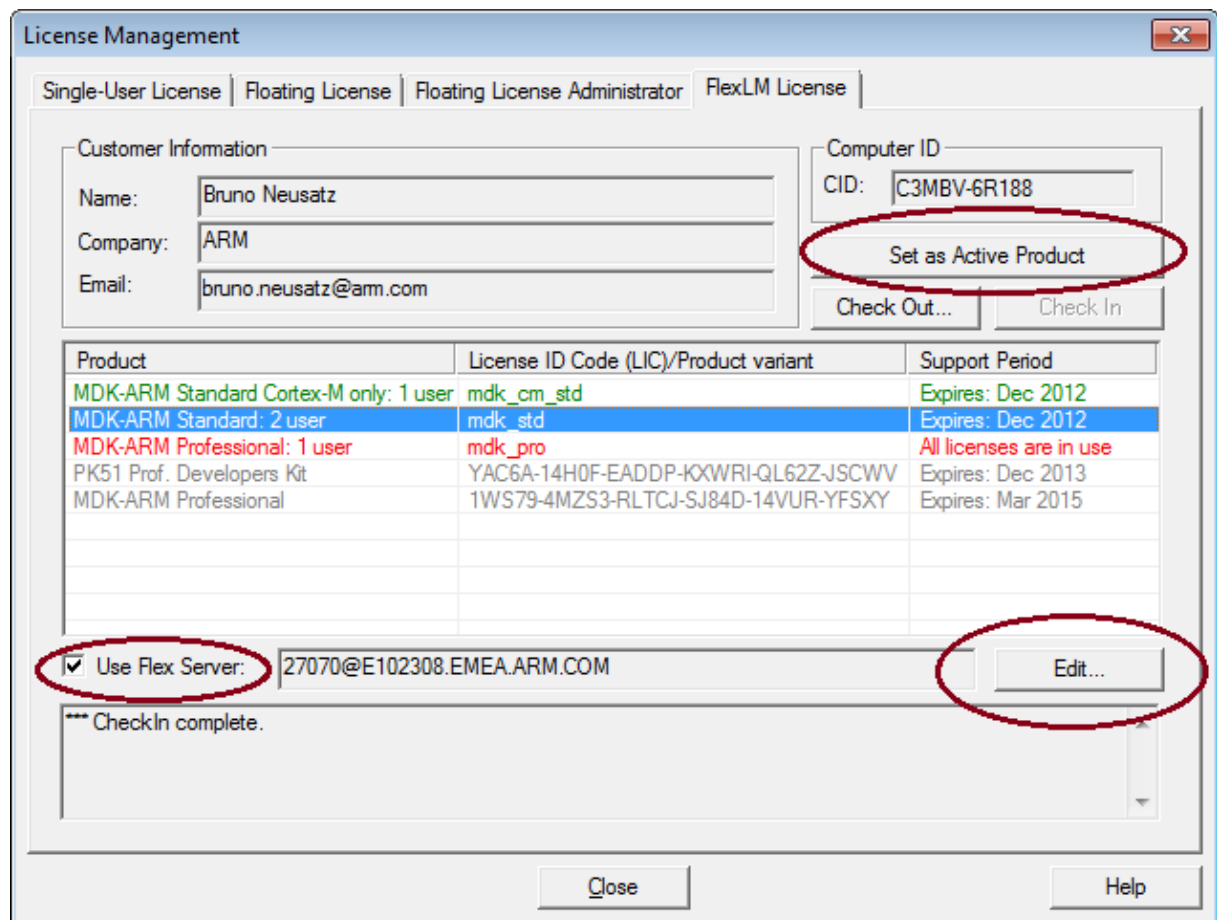 License Management
Single-User License Floating License Floating License Administrator FlexLM License
Customer Information
Name: Bruno Neusatz
Company: ARM
Email: bruno.neusatz@arm.com
Computer ID
CID: C3MBV-6R188
Set as Active Product
Check Out... Check In
Product License ID Code (LIC)/Product variant Support Period
MDK-ARM Standard Cortex-M only: 1 user mdk_cm_std Expires: Dec 2012
MDK-ARM Standard: 2 user mdk_std Expires: Dec 2012
MDK-ARM Professional: 1 user mdk_pro All licenses are in use
PK51 Prof. Developers Kit YAC6A-14H0F-EADDP-KXWRI-QL62Z-JSCWV Expires: Dec 2013
MDK-ARM Professional 1WS79-4MZS3-RLTCJ-SJ84D-14VUR-YFSXY Expires: Mar 2015
Use Flex Server: 27070@E102308.EMEA.ARM.COM Edit...
*** CheckIn complete.
Close Help